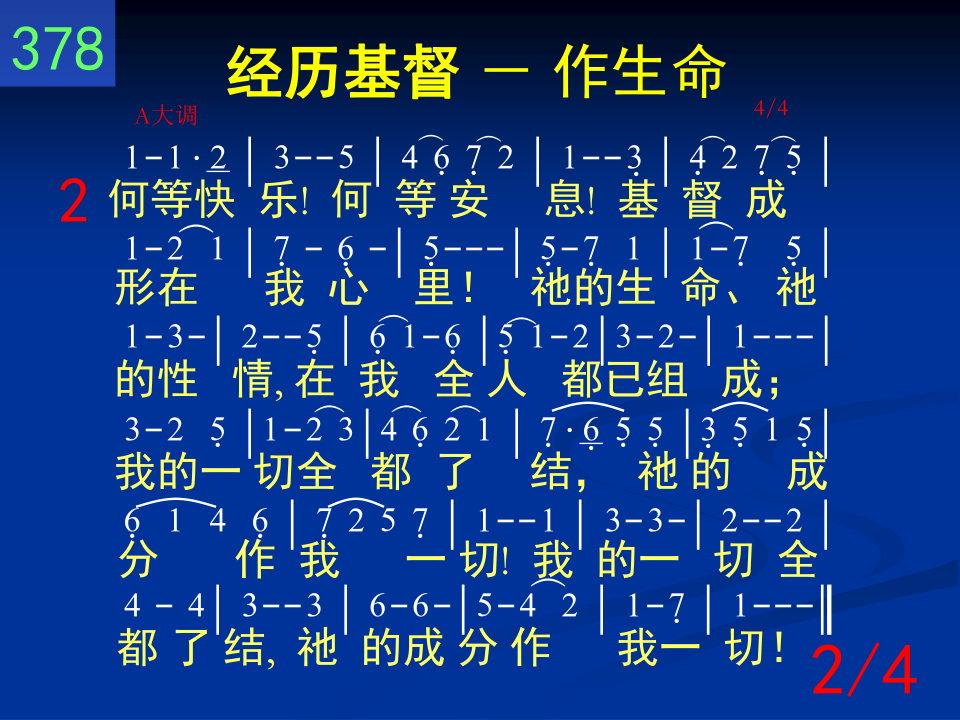 378
经历基督 － 作生命
A大调 4/4
1-1·2 | 3--5 | 4 6̣ 7̣ 2 | 1--3̣ | 4̣ 2 7̣ 5̣ |
2 何等快 乐! 何 等 安 息! 基 督 成
1-2 1 | 7̣ - 6̣ - | 5̣--- | 5̣-7̣ 1 | 1-7̣ 5̣ |
形在 我 心 里! 祂的生 命、 祂
1-3- | 2--5̣ | 6̣ 1-6̣ | 5̣ 1-2 | 3-2- | 1--- |
的性 情, 在 我 全 人 都已组 成;
3-2 5̣ | 1-2 3 | 4 6̣ 2 1 | 7̣·6̣ 5̣ 5̣ | 3̣ 5̣ 1 5̣ |
我的一 切全 都 了 结, 祂 的 成
6̣ 1 4 6̣ | 7̣ 2 5 7̣ | 1--1 | 3-3- | 2--2 |
分 作 我 一 切! 我 的一 切 全
4 - 4 | 3--3 | 6-6- | 5-4 2 | 1-7̣ | 1--- ‖
都 了 结, 祂 的成 分 作 我一 切!
2/4